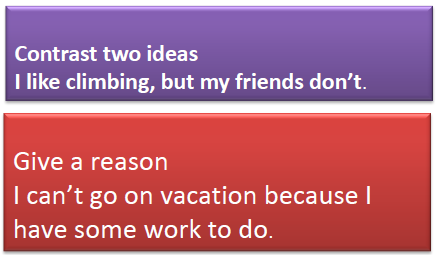 Contrast two ideas
I like climbing, but my friends don’t.
Give a reason
I can’t go on vacation because I
have some work to do.